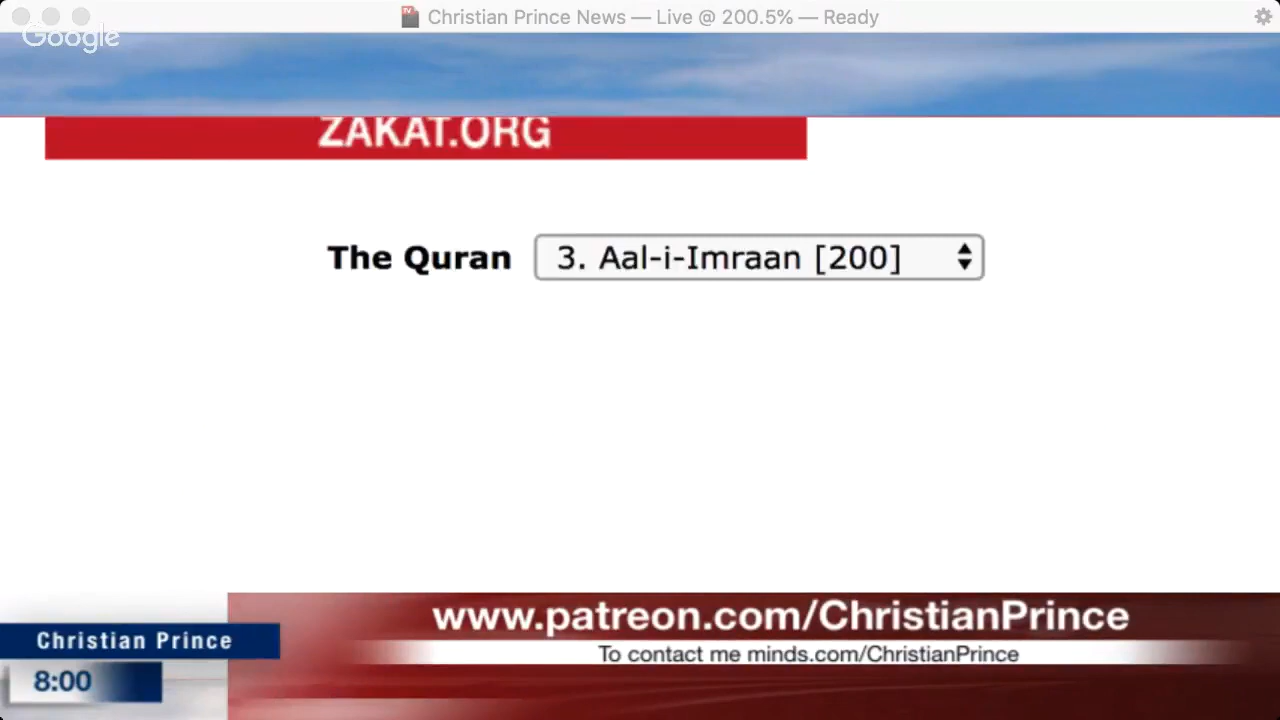 Christian Prince News — Live @ 200.5% — Ready
Google
ZAKAT.ORG
The Quran 3. Aal-i-Imraan [200]
www.patreon.com/ChristianPrince
Christian Prince
To contact me minds.com/ChristianPrince
8:00